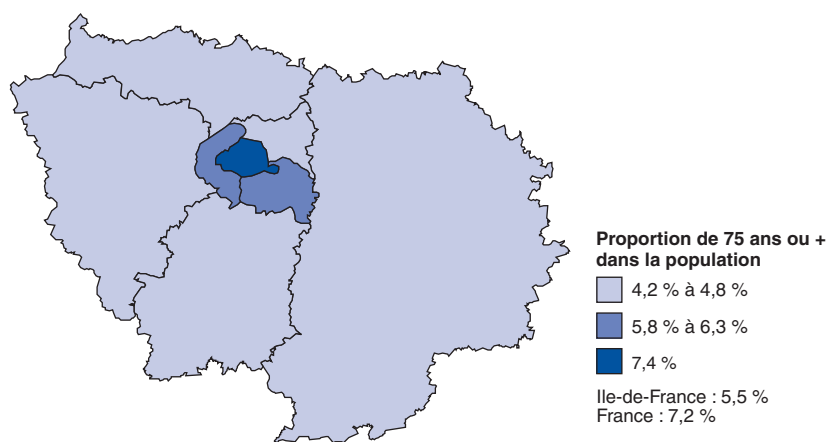 Proportion de 75 ans ou +
dans la population
4,2 % à 4,8 %
5,8 % à 6,3 %
7,4 %
Ile-de-France : 5,5 %
France : 7,2 %